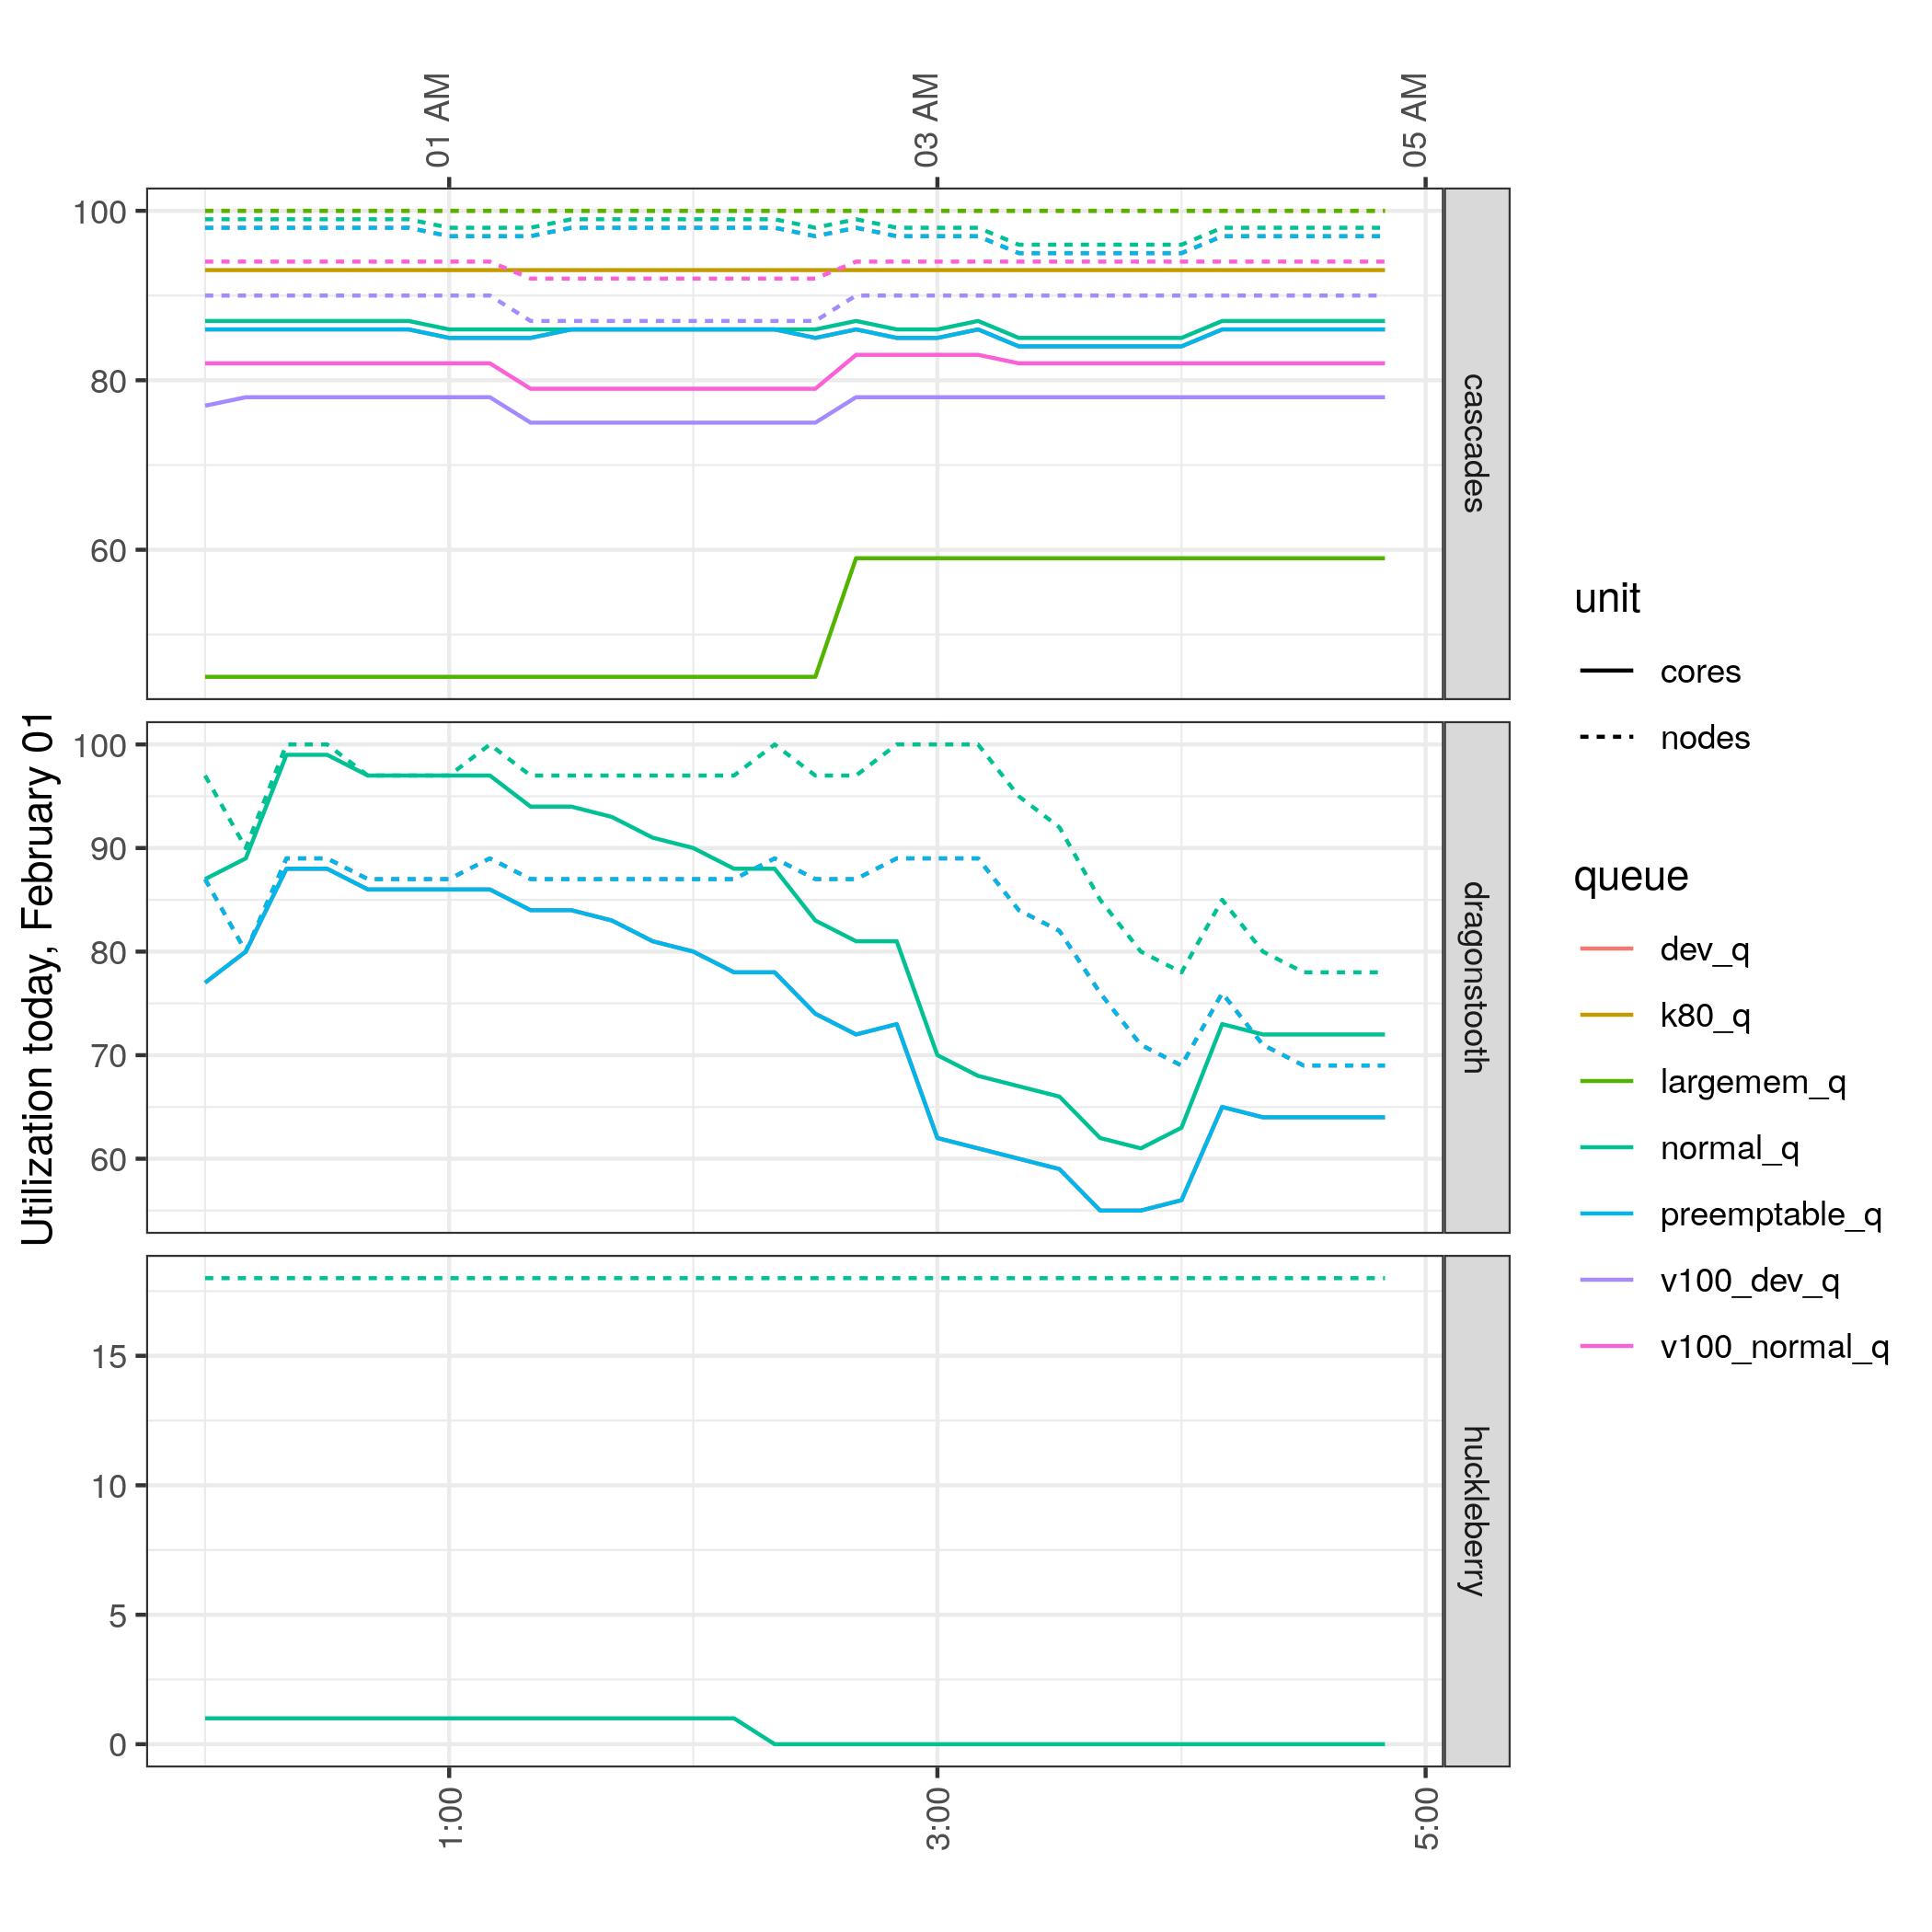 01 AM
03 AM
05 AM
Utilization today, February 01
100
80
60
cascades
100
90
80
70
60
dragonstooth
15
10
5
0
huckleberry
1:00
3:00
5:00
unit
cores
nodes
queue
dev_q
k80_q
largemem_q
normal_q
preemptable_q
v100_dev_q
v100_normal_q